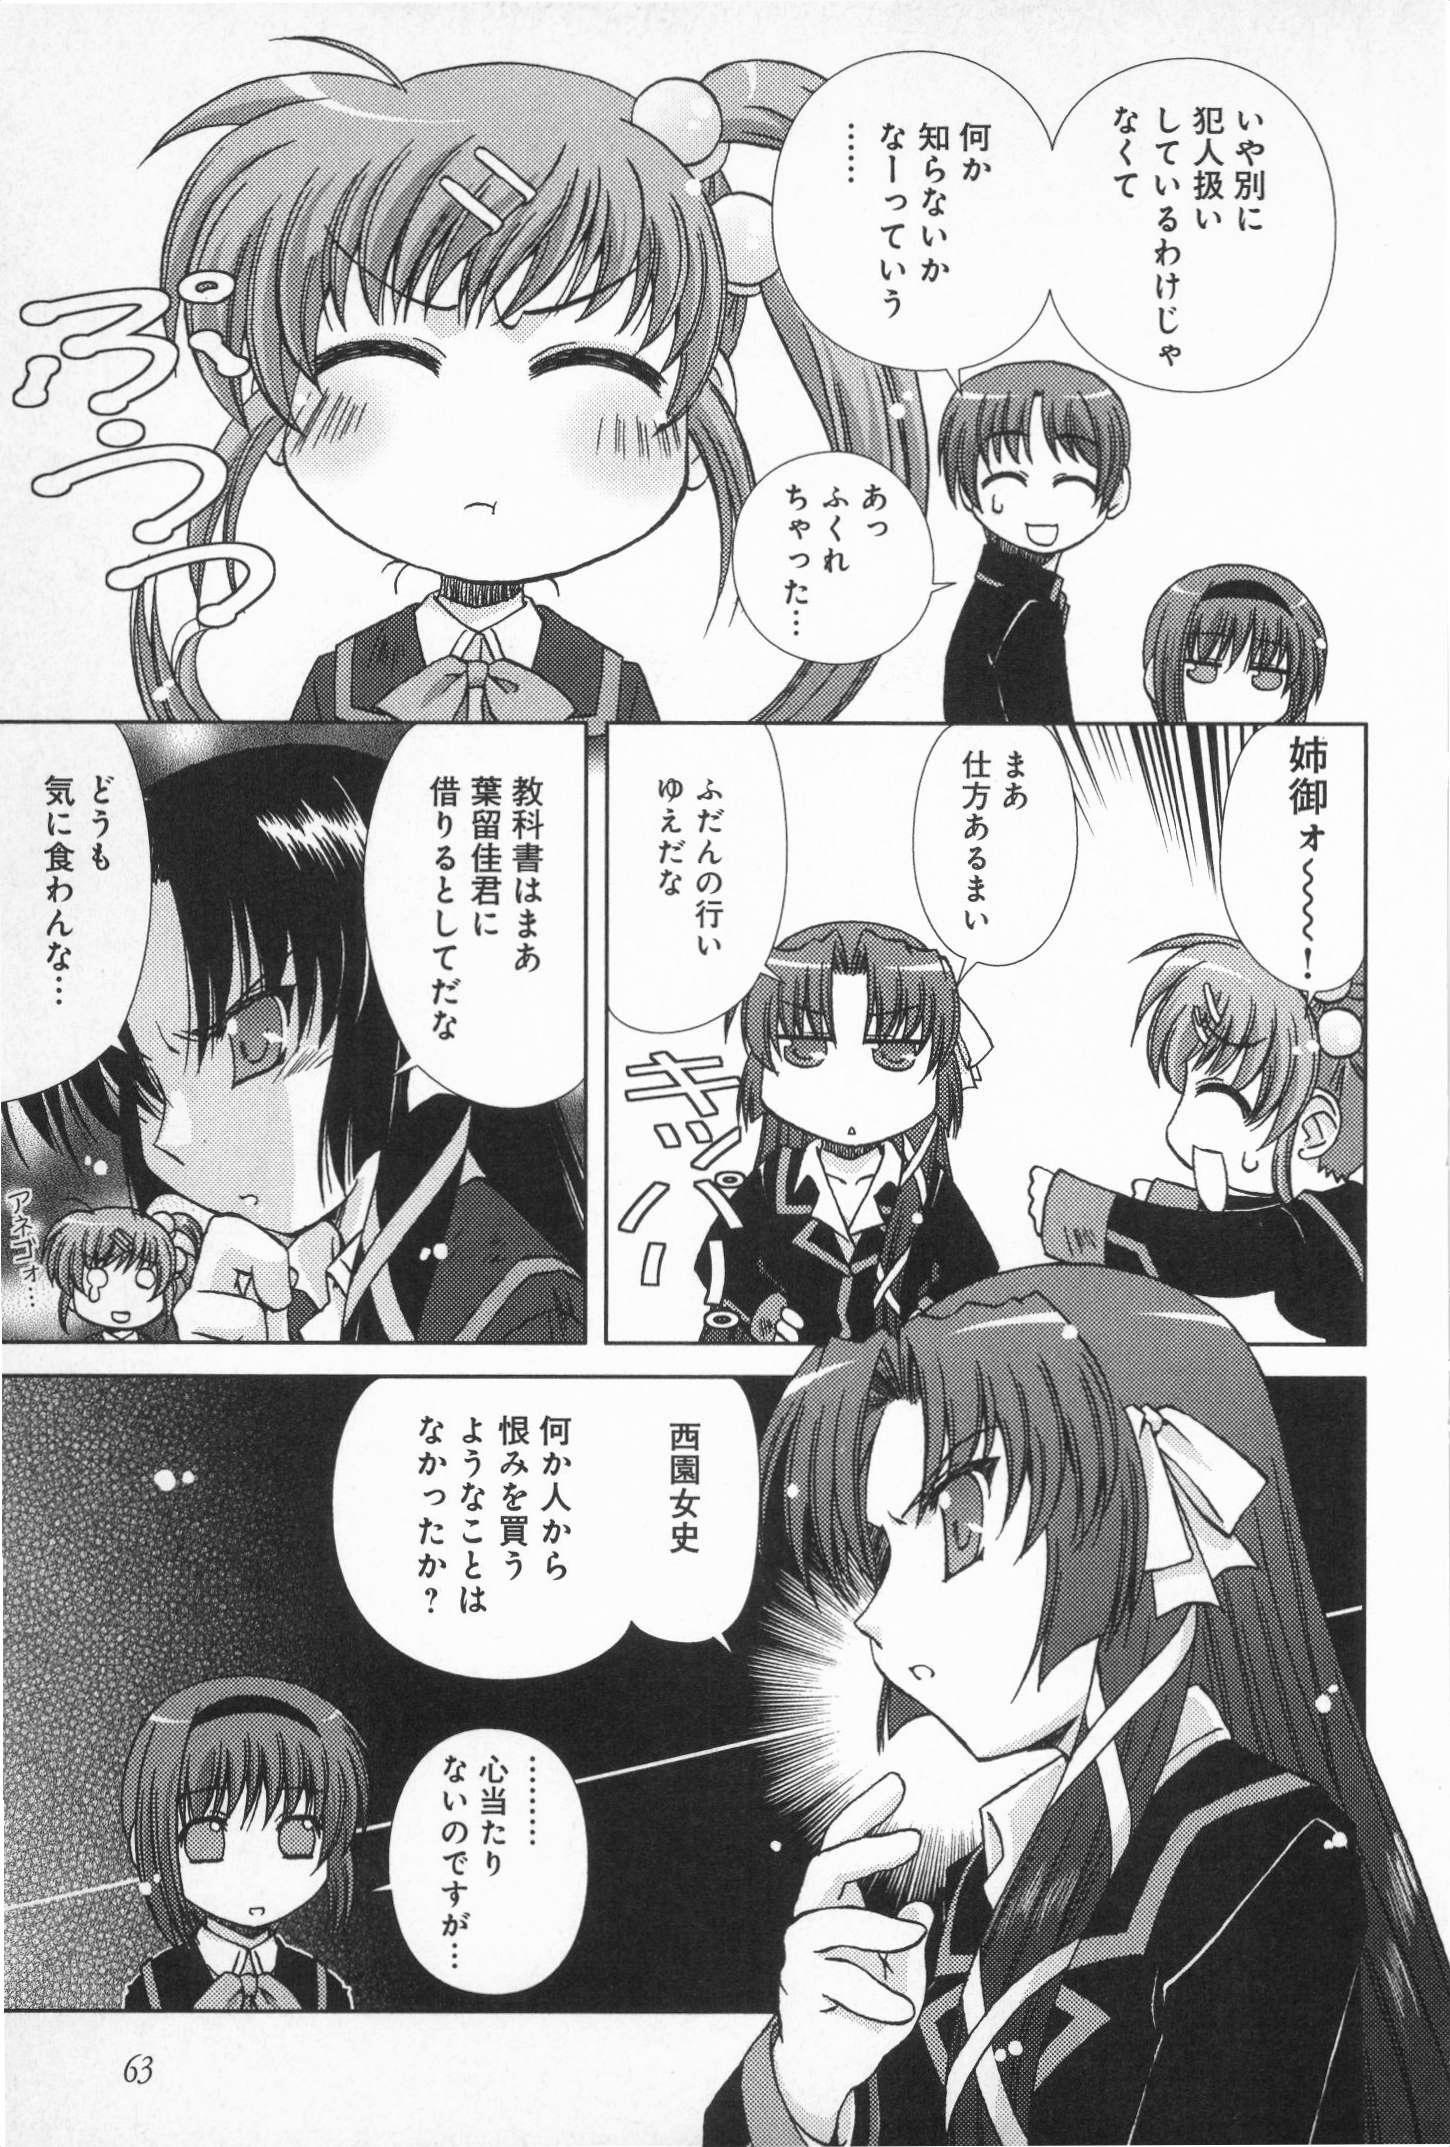 いや別に
犯人扱い
しているわけじゃ
なくて
何か
知らないか
なーっていう
……
あっ
ふくれ
ちゃった…
ぷうーっ
姉御ォ～～～～！
まあ
仕方あるまい
ふだんの行い
ゆえだな
キッパーー
教科書はまあ
葉留佳君に
借りるとしてだな
どうも
気に食わんな…
アネゴォ…
西園女史
何か人から
恨みを買う
ようなことは
なかったか？
………
心当たり
ないのですが…
63